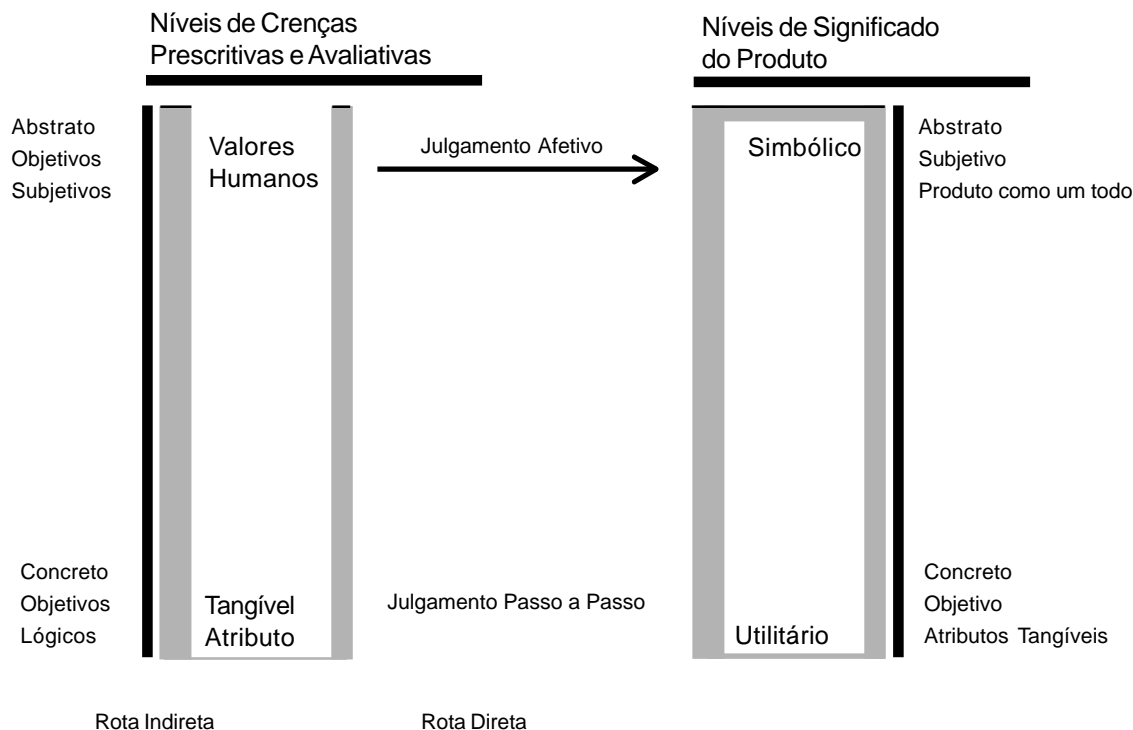 Níveis de Crenças
Prescritivas e Avaliativas
Níveis de Significado
do Produto
Abstrato
Objetivos
Subjetivos
Valores
Humanos
Julgamento Afetivo
Simbólico
Abstrato
Subjetivo
Produto como um todo
Concreto
Objetivos
Lógicos
Tangível
Atributo
Julgamento Passo a Passo
Utilitário
Concreto
Objetivo
Atributos Tangíveis
Rota Indireta
Rota Direta